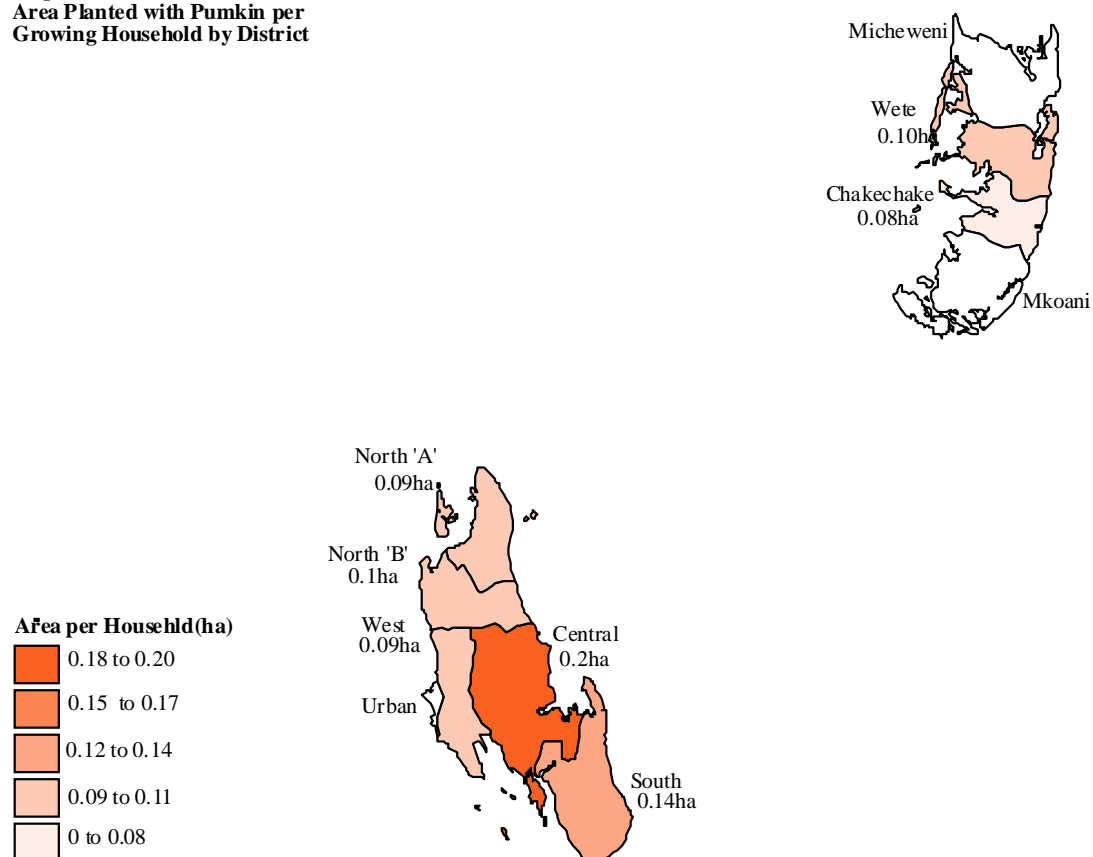 Area Planted with Pumkin per
Growing Household by District
Micheweni
Wete
0.10h
Chakechake
0.08ha
Mkoani
North 'A'
0.09ha
North 'B'
0.1ha
West
0.09ha
Central
0.2ha
Urban
South
0.14ha
Area per Househld(ha)
0.18 to 0.20
0.15 to 0.17
0.12 to 0.14
0.09 to 0.11
0 to 0.08